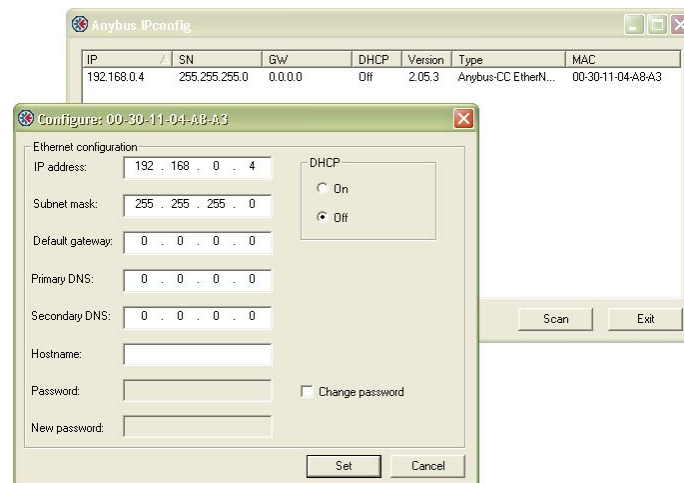 Anybus IPconfig
IP SN GW DHCP Version Type MAC
192.168.0.4 255.255.255.0 0.0.0.0 Off 2.05.3 Anybus-CC EtherN... 00-30-11-04-A8-A3
Configure: 00-30-11-04-A8-A3
Ethernet configuration
IP address: 192 . 168 . 0 . 4
DHCP
On
Subnet mask: 255 . 255 . 255 . 0
Off
Default gateway: 0 . 0 . 0 . 0
Primary DNS: 0 . 0 . 0 . 0
Secondary DNS: 0 . 0 . 0 . 0
Scan Exit
Hostname:
Password:
Change password
New password:
Set Cancel